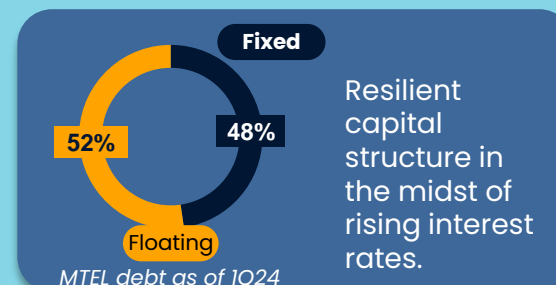 Fixed
52%
48%
Floating
MTEL debt as of 1Q24
Resilient
capital
structure in
the midst of
rising interest
rates.